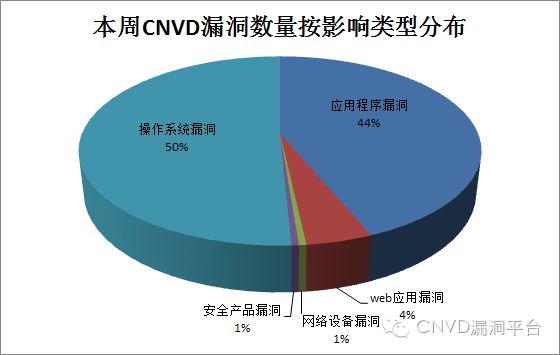 本周CNVD漏洞数量按影响类型分布
操作系统漏洞
50%
应用程序漏洞
44%
安全产品漏洞
1%
网络设备漏洞
1%
web应用漏洞
4%
CNVD漏洞平台